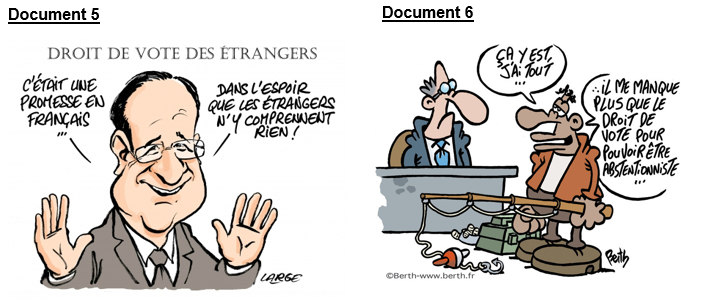 Document 5
DROIT DE VOTE DES ÉTRANGERS
C'ÉTAIT UNE
PROMESSE EN
FRANÇAIS
...
DANS L'ESPOIR
QUE LES ÉTRANGERS
N'Y COMPRENNENT
RIEN !
LARGE
Document 6
ÇA Y EST,
J'AI TOUT
...
... IL ME MANQUE
PLUS QUE LE
DROIT DE
VOTE POUR
POUVOIR ÊTRE
ABSTENTIONNISTE
...
Berth
©Berth-www.berth.fr